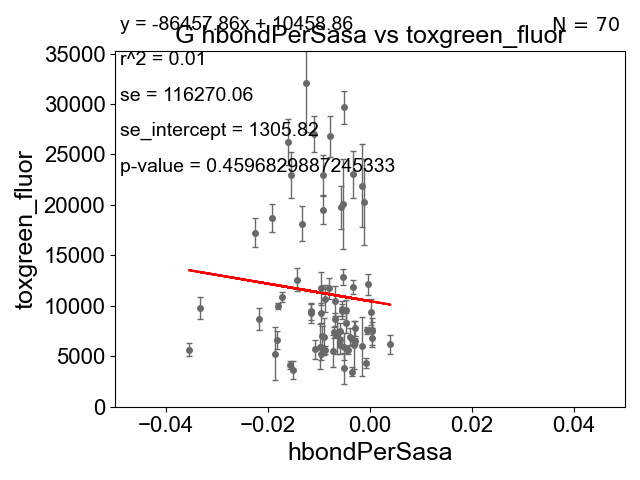 y = -86457.86x + 10458.86
N = 70
G hbondPerSasa vs toxgreen_fluor
r^2 = 0.01
se = 116270.06
se_intercept = 1305.82
p-value = 0.4596829887245333
35000
30000
25000
20000
15000
10000
5000
0
toxgreen_fluor
−0.04
−0.02
0.00
0.02
0.04
hbondPerSasa